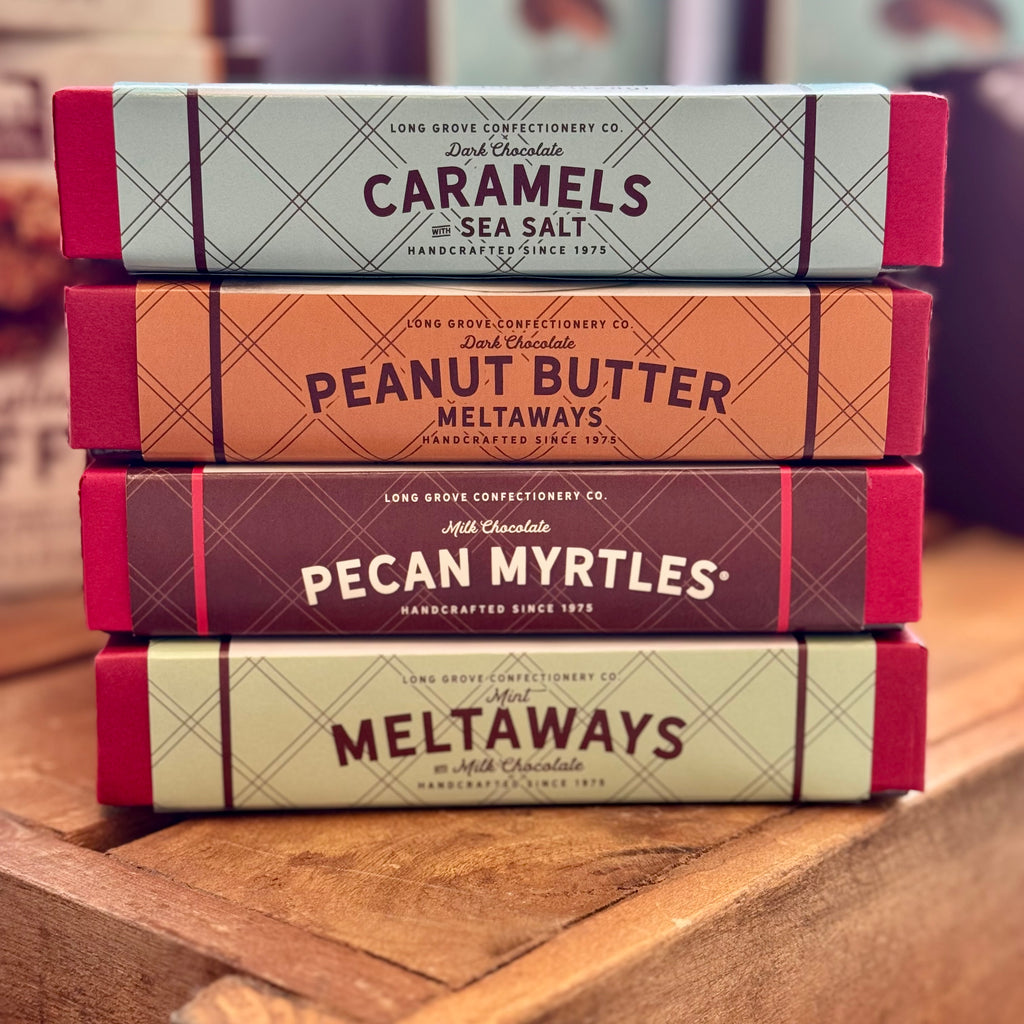 LONG GROVE CONFECTIONERY CO.
Dark Chocolate
CARAMELS
WITH SEA SALT
HANDCRAFTED SINCE 1975
LONG GROVE CONFECTIONERY CO.
Dark Chocolate
PEANUT BUTTER
MELTAWAYS
HANDCRAFTED SINCE 1975
LONG GROVE CONFECTIONERY CO.
Milk Chocolate
PECAN MYRTLES®
HANDCRAFTED SINCE 1975
LONG GROVE CONFECTIONERY CO.
Mint
MELTAWAYS
Milk Chocolate
HANDCRAFTED SINCE 1975